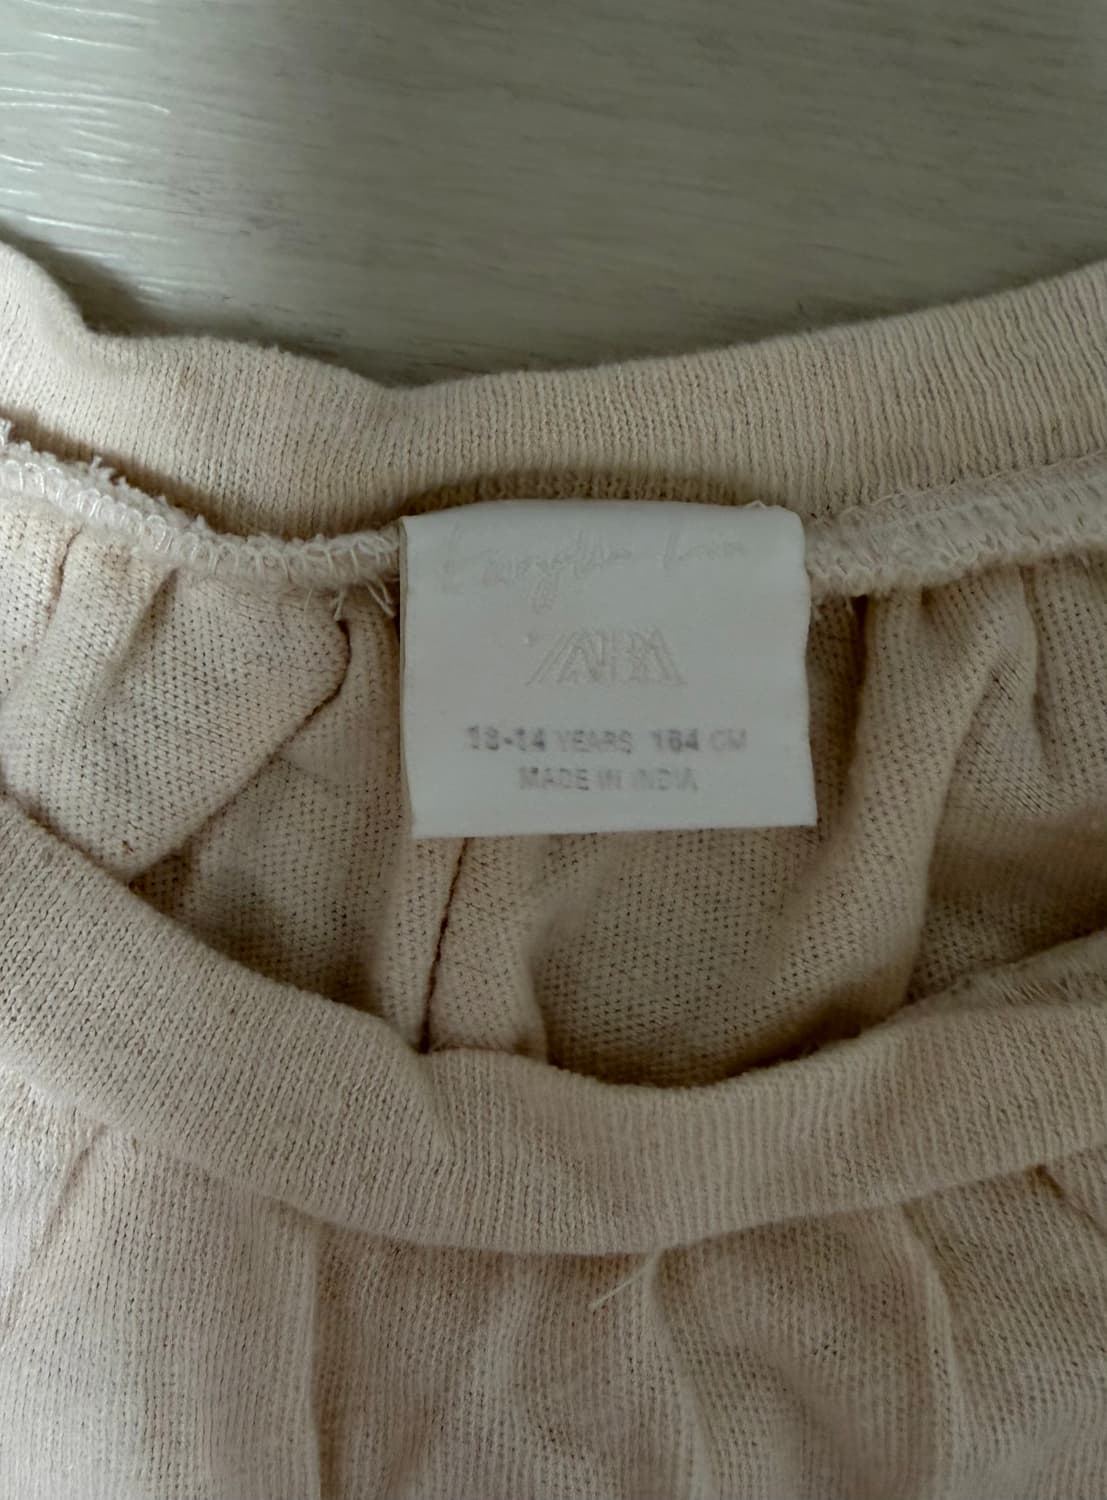 ZARA
13-14 YEARS 164 CM
MADE IN INDIA